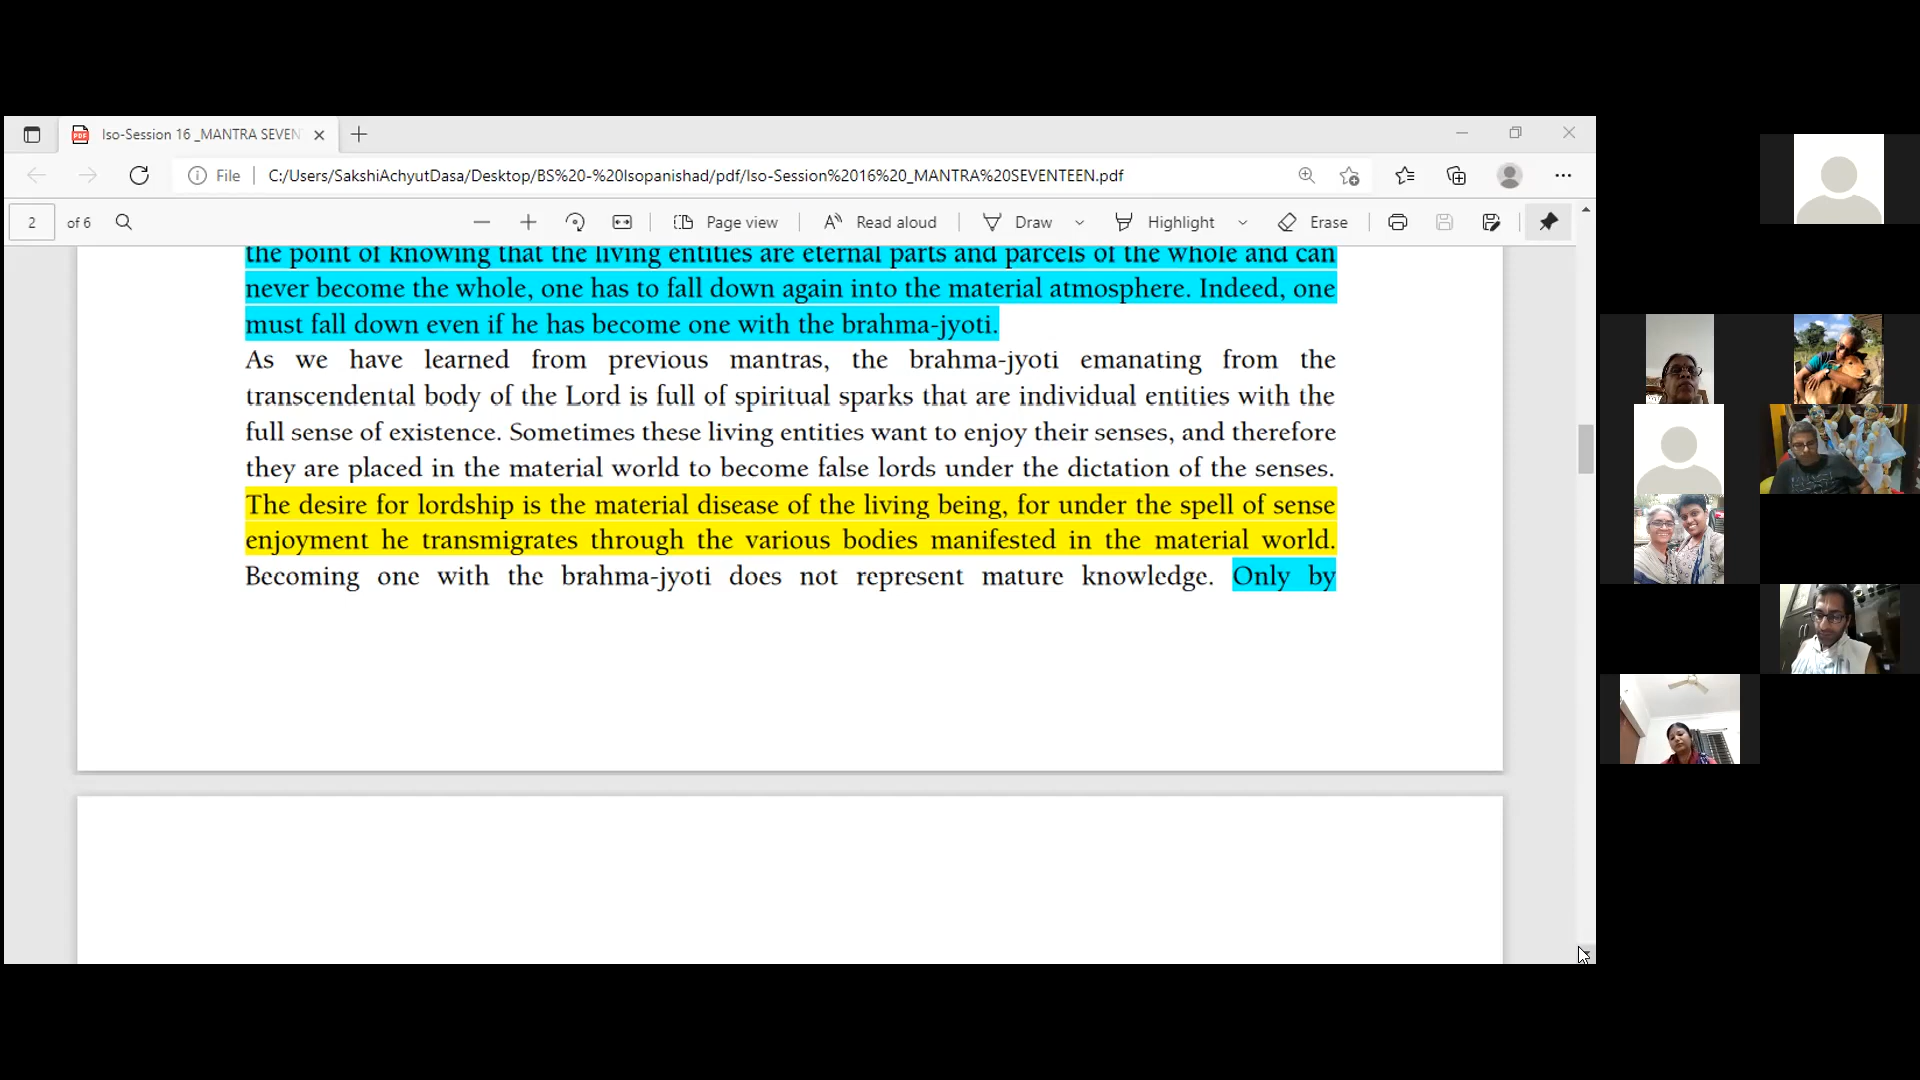 Iso-Session 16 _MANTRA SEVEN
File C:/Users/SakshiAchyutDasa/Desktop/BS%20-%20Isopanishad/pdf/Iso-Session%2016%20_MANTRA%20SEVENTEEN.pdf
2 of 6 Page view Read aloud Draw Highlight Erase
the point of knowing that the living entities are eternal parts and parcels of the whole and can
never become the whole, one has to fall down again into the material atmosphere. Indeed, one
must fall down even if he has become one with the brahma-jyoti.
As we have learned from previous mantras, the brahma-jyoti emanating from the
transcendental body of the Lord is full of spiritual sparks that are individual entities with the
full sense of existence. Sometimes these living entities want to enjoy their senses, and therefore
they are placed in the material world to become false lords under the dictation of the senses.
The desire for lordship is the material disease of the living being, for under the spell of sense
enjoyment he transmigrates through the various bodies manifested in the material world.
Becoming one with the brahma-jyoti does not represent mature knowledge. Only by